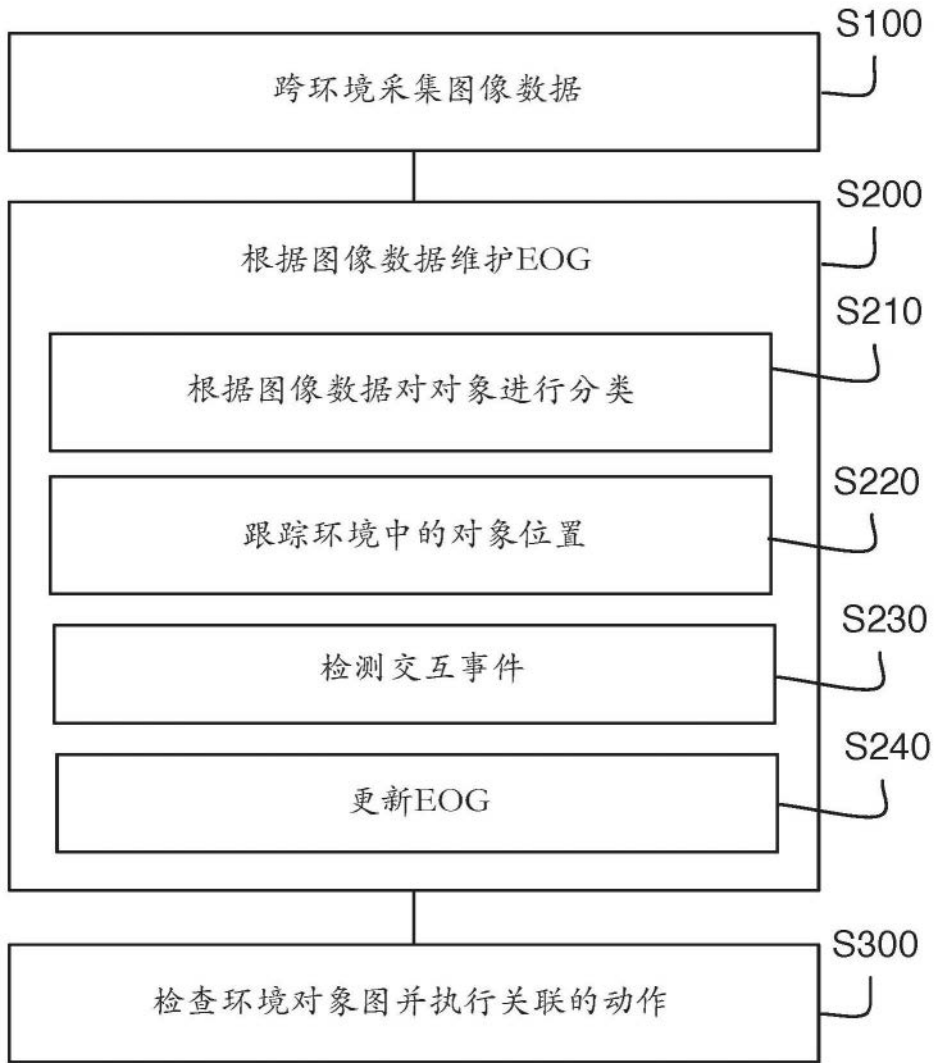 S100
跨环境采集图像数据
S200
根据图像数据维护EOG
S210
根据图像数据对对象进行分类
S220
跟踪环境中的对象位置
S230
检测交互事件
S240
更新EOG
S300
检查环境对象图并执行关联的动作